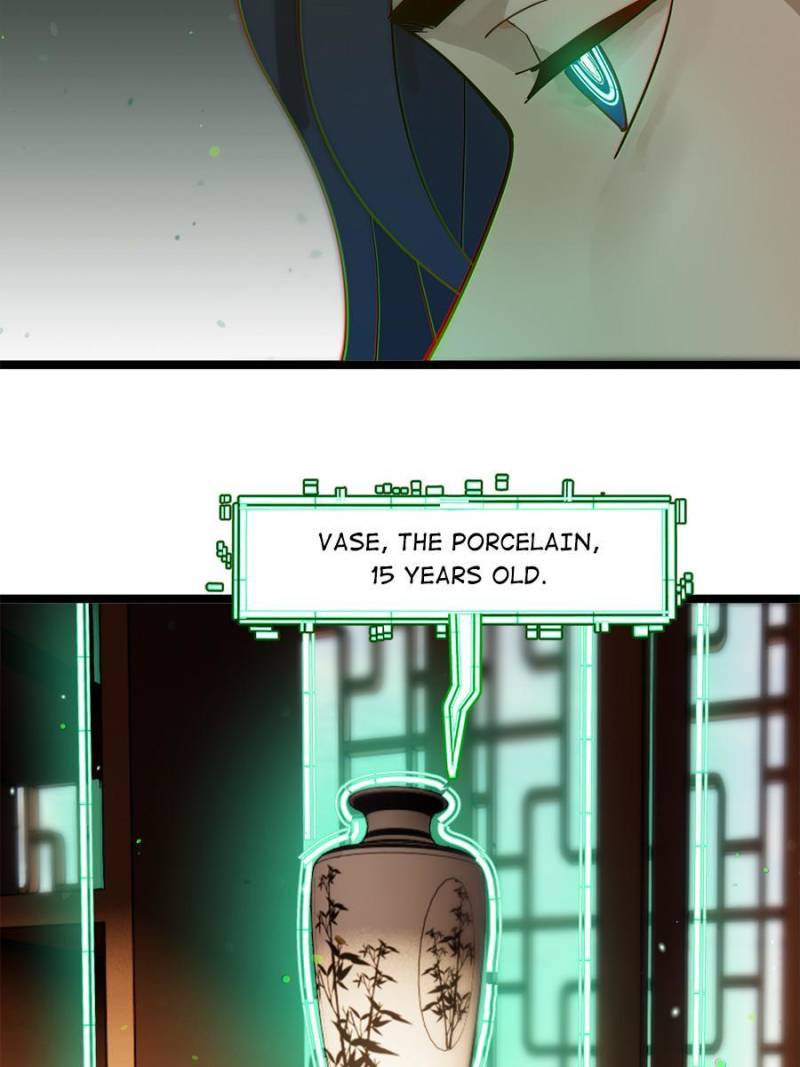 VASE, THE PORCELAIN,
15 YEARS OLD.